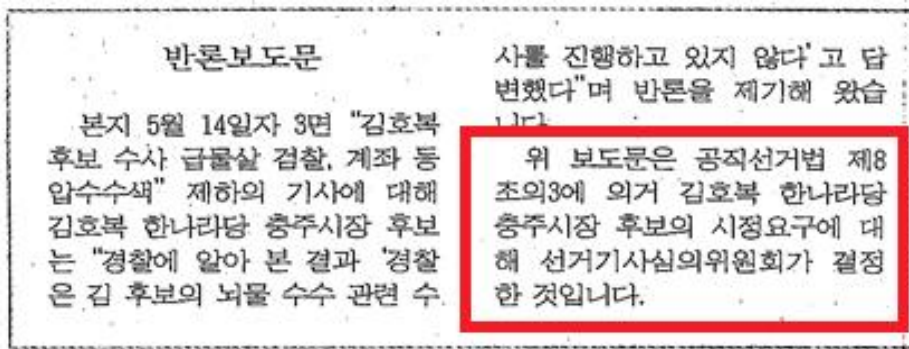 반론보도문
본지 5월 14일자 3면 "김호복
후보 수사 급물살 검찰, 계좌 등
압수수색" 제하의 기사에 대해
김호복 한나라당 충주시장 후보
는 "경찰에 알아 본 결과 '경찰
은 김 후보의 뇌물 수수 관련 수
사를 진행하고 있지 않다'고 답
변했다"며 반론을 제기해 왔습
니다.
위 보도문은 공직선거법 제8
조의3에 의거 김호복 한나라당
충주시장 후보의 시정요구에 대
해 선거기사심의위원회가 결정
한 것입니다.